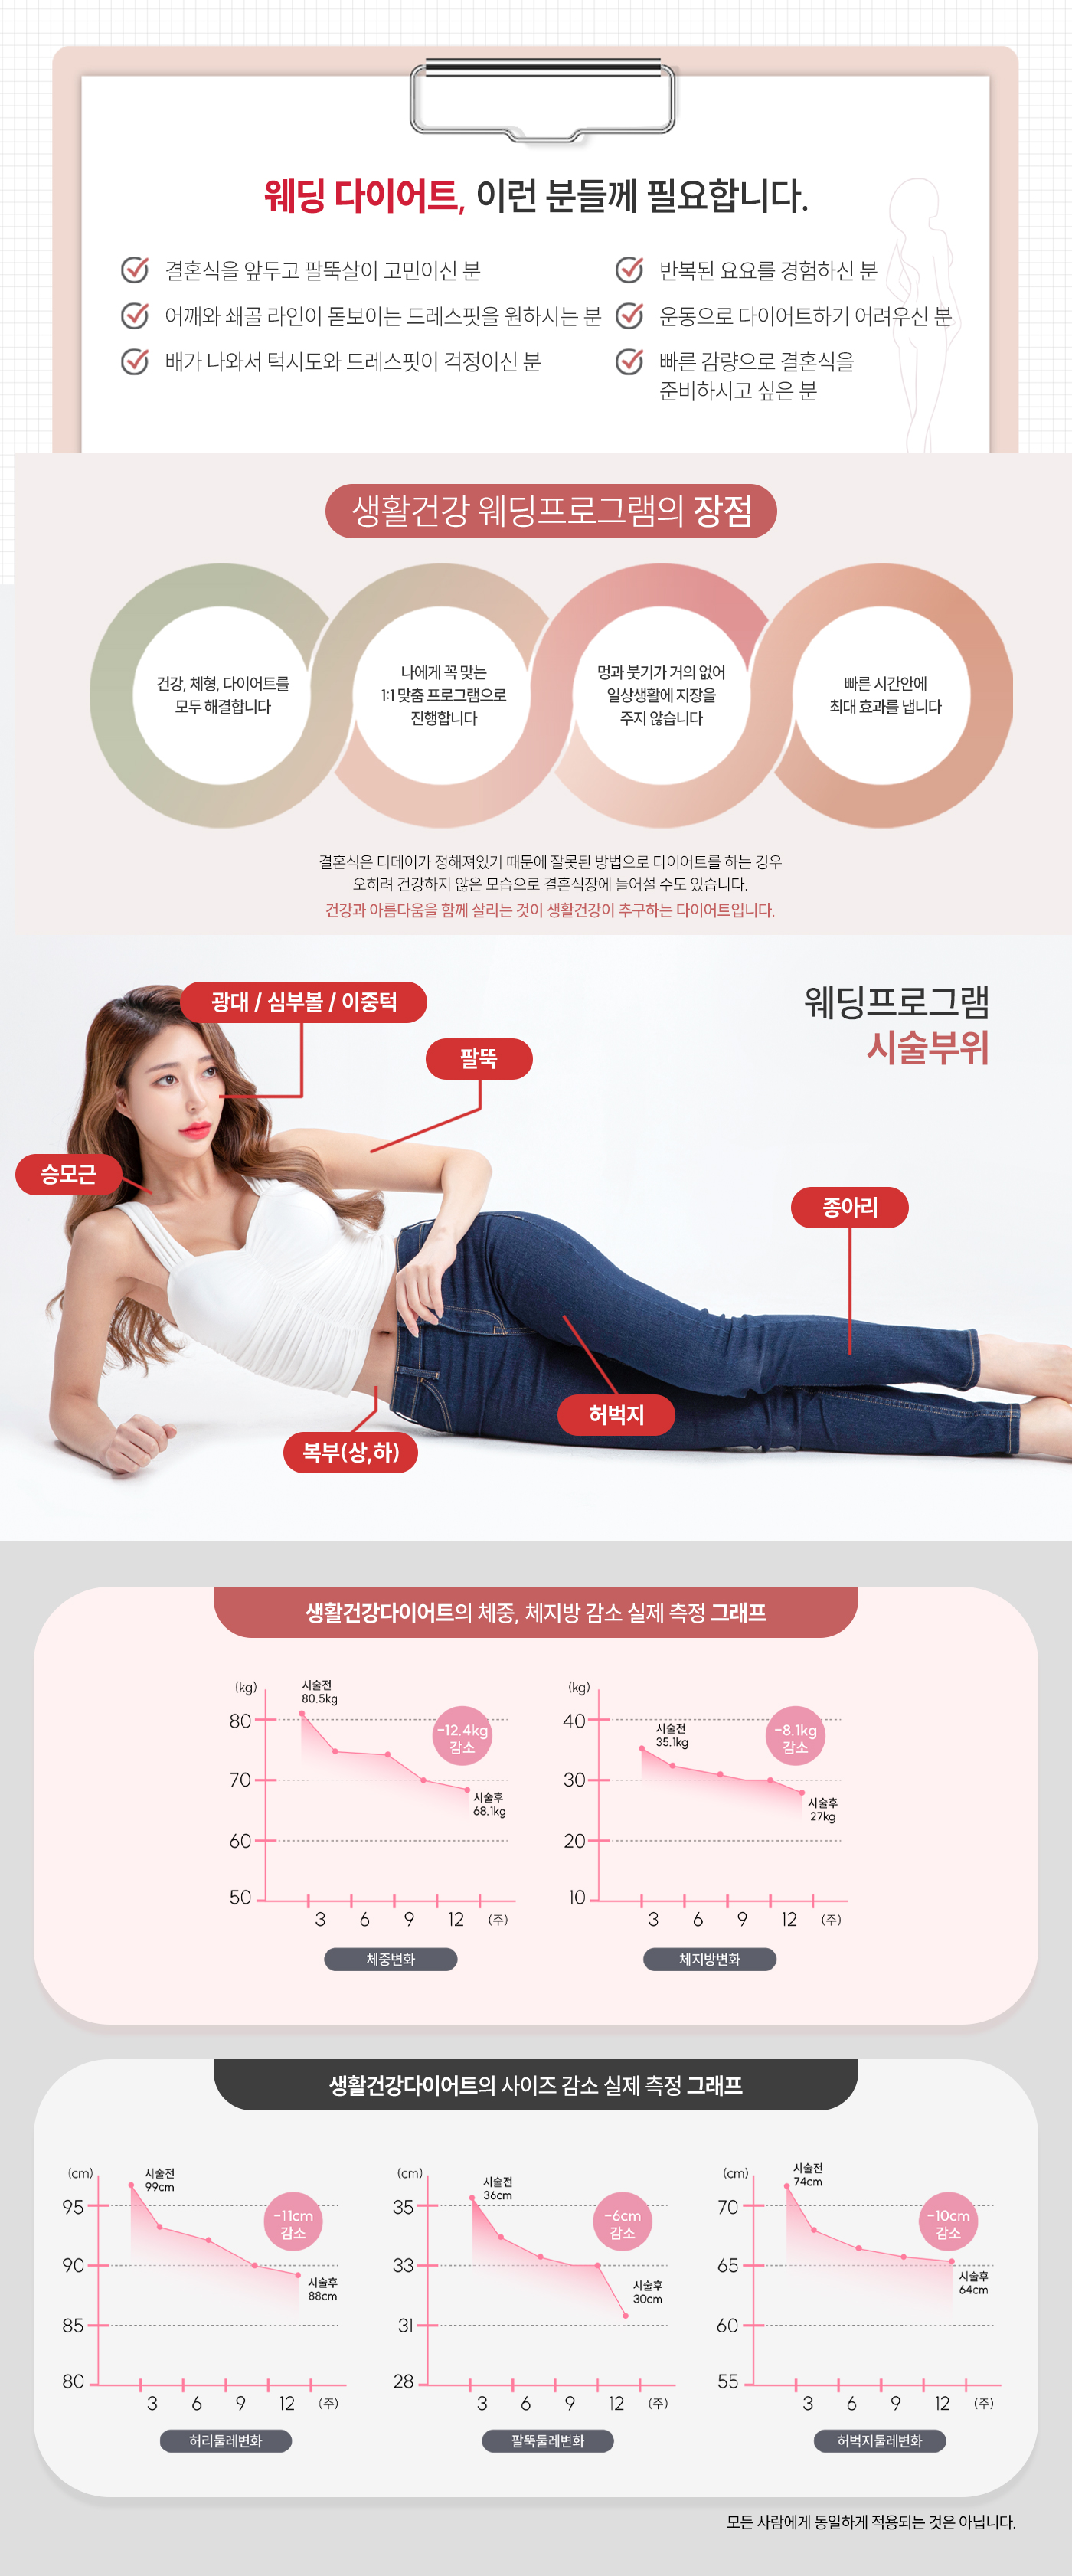 웨딩 다이어트, 이런 분들께 필요합니다.
결혼식을 앞두고 팔뚝살이 고민이신 분
어깨와 쇄골 라인이 돋보이는 드레스핏을 원하시는 분
배가 나와서 턱시도와 드레스핏이 걱정이신 분
반복된 요요를 경험하신 분
운동으로 다이어트하기 어려우신 분
빠른 감량으로 결혼식을
준비하시고 싶은 분
생활건강 웨딩프로그램의 장점
건강, 체형, 다이어트를
모두 해결합니다
나에게 꼭 맞는
1:1 맞춤 프로그램으로
진행합니다
멍과 붓기가 거의 없어
일상생활에 지장을
주지 않습니다
빠른 시간안에
최대 효과를 냅니다
결혼식은 디데이가 정해져있기 때문에 잘못된 방법으로 다이어트를 하는 경우
오히려 건강하지 않은 모습으로 결혼식장에 들어설 수도 있습니다.
건강과 아름다움을 함께 살리는 것이 생활건강이 추구하는 다이어트입니다.
웨딩프로그램
시술부위
광대 / 심부볼 / 이중턱
팔뚝
승모근
종아리
허벅지
복부(상,하)
생활건강다이어트의 체중, 체지방 감소 실제 측정 그래프
(kg)
시술전
80.5kg
80
-12.4kg
감소
70
시술후
68.1kg
60
50
3 6 9 12 (주)
체중변화
(kg)
40
시술전
35.1kg
-8.1kg
감소
30
시술후
27kg
20
10
3 6 9 12 (주)
체지방변화
생활건강다이어트의 사이즈 감소 실제 측정 그래프
(cm)
시술전
99cm
95
-11cm
감소
90
시술후
88cm
85
80
3 6 9 12 (주)
허리둘레변화
(cm)
시술전
36cm
35
-6cm
감소
33
시술후
30cm
31
28
3 6 9 12 (주)
팔뚝둘레변화
(cm)
시술전
74cm
70
-10cm
감소
65
시술후
64cm
60
55
3 6 9 12 (주)
허벅지둘레변화
모든 사람에게 동일하게 적용되는 것은 아닙니다.